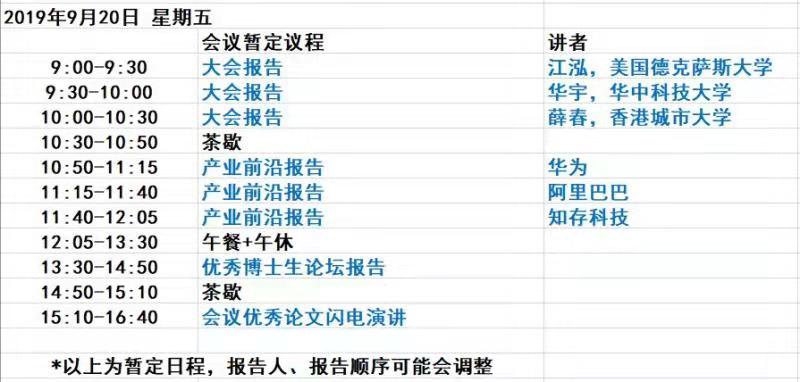 2019年9月20日 星期五
会议暂定议程 讲者
9:00-9:30 大会报告 江泓，美国德克萨斯大学
9:30-10:00 大会报告 华宇，华中科技大学
10:00-10:30 大会报告 薛春，香港城市大学
10:30-10:50 茶歇
10:50-11:15 产业前沿报告 华为
11:15-11:40 产业前沿报告 阿里巴巴
11:40-12:05 产业前沿报告 知存科技
12:05-13:30 午餐+午休
13:30-14:50 优秀博士生论坛报告
14:50-15:10 茶歇
15:10-16:40 会议优秀论文闪电演讲
*以上为暂定日程，报告人、报告顺序可能会调整